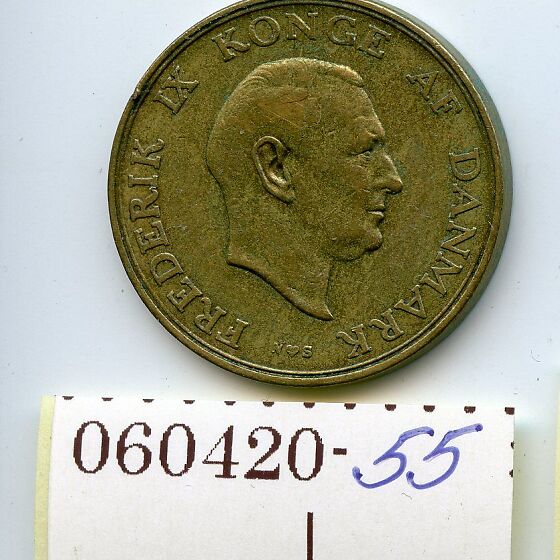 FREDERIK IX KONGE AF DANMARK
N♥S
060420-55